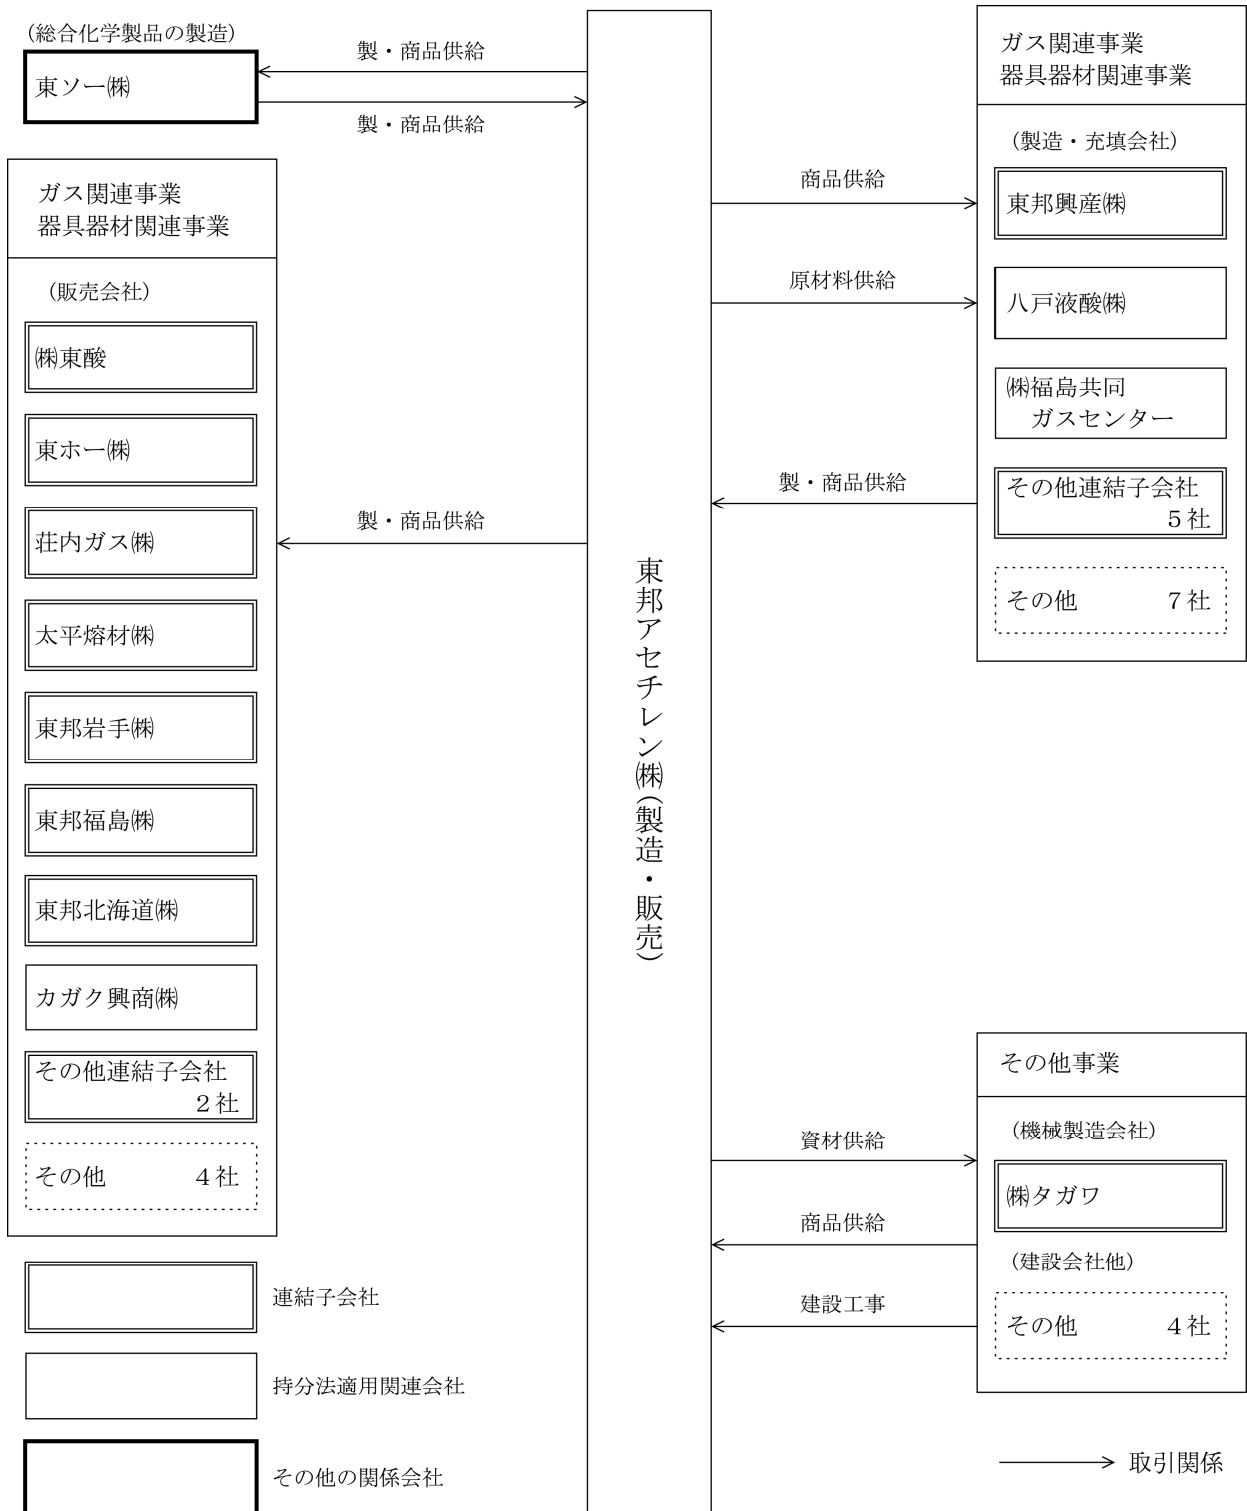 （総合化学製品の製造）
東ソー㈱
製・商品供給
製・商品供給
ガス関連事業
器具器材関連事業
（販売会社）
㈱東酸
東ホー㈱
荘内ガス㈱
太平熔材㈱
東邦岩手㈱
東邦福島㈱
東邦北海道㈱
カガク興商㈱
その他連結子会社
２社
その他　４社
製・商品供給
東邦アセチレン㈱（製造・販売）
ガス関連事業
器具器材関連事業
（製造・充填会社）
商品供給
東邦興産㈱
原材料供給
八戸液酸㈱
㈱福島共同
ガスセンター
製・商品供給
その他連結子会社
５社
その他　７社
その他事業
（機械製造会社）
資材供給
㈱タガワ
商品供給
（建設会社他）
建設工事
その他　４社
連結子会社
持分法適用関連会社
その他の関係会社
取引関係